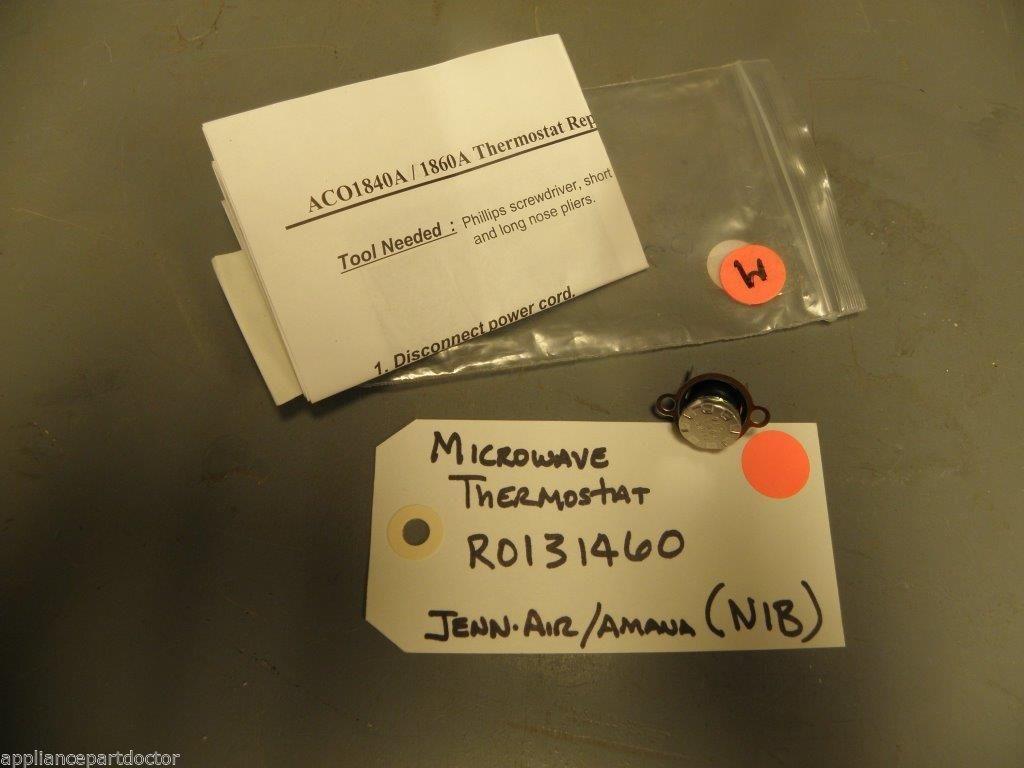 ACO1840A / 1860A Thermostat Rep
Tool Needed : Phillips screwdriver, short
and long nose pliers.
1. Disconnect power cord.
W
MICROWAVE
THERMOSTAT
R0131460
JENN-AIR/AMANA (NIB)
appliancepartdoctor